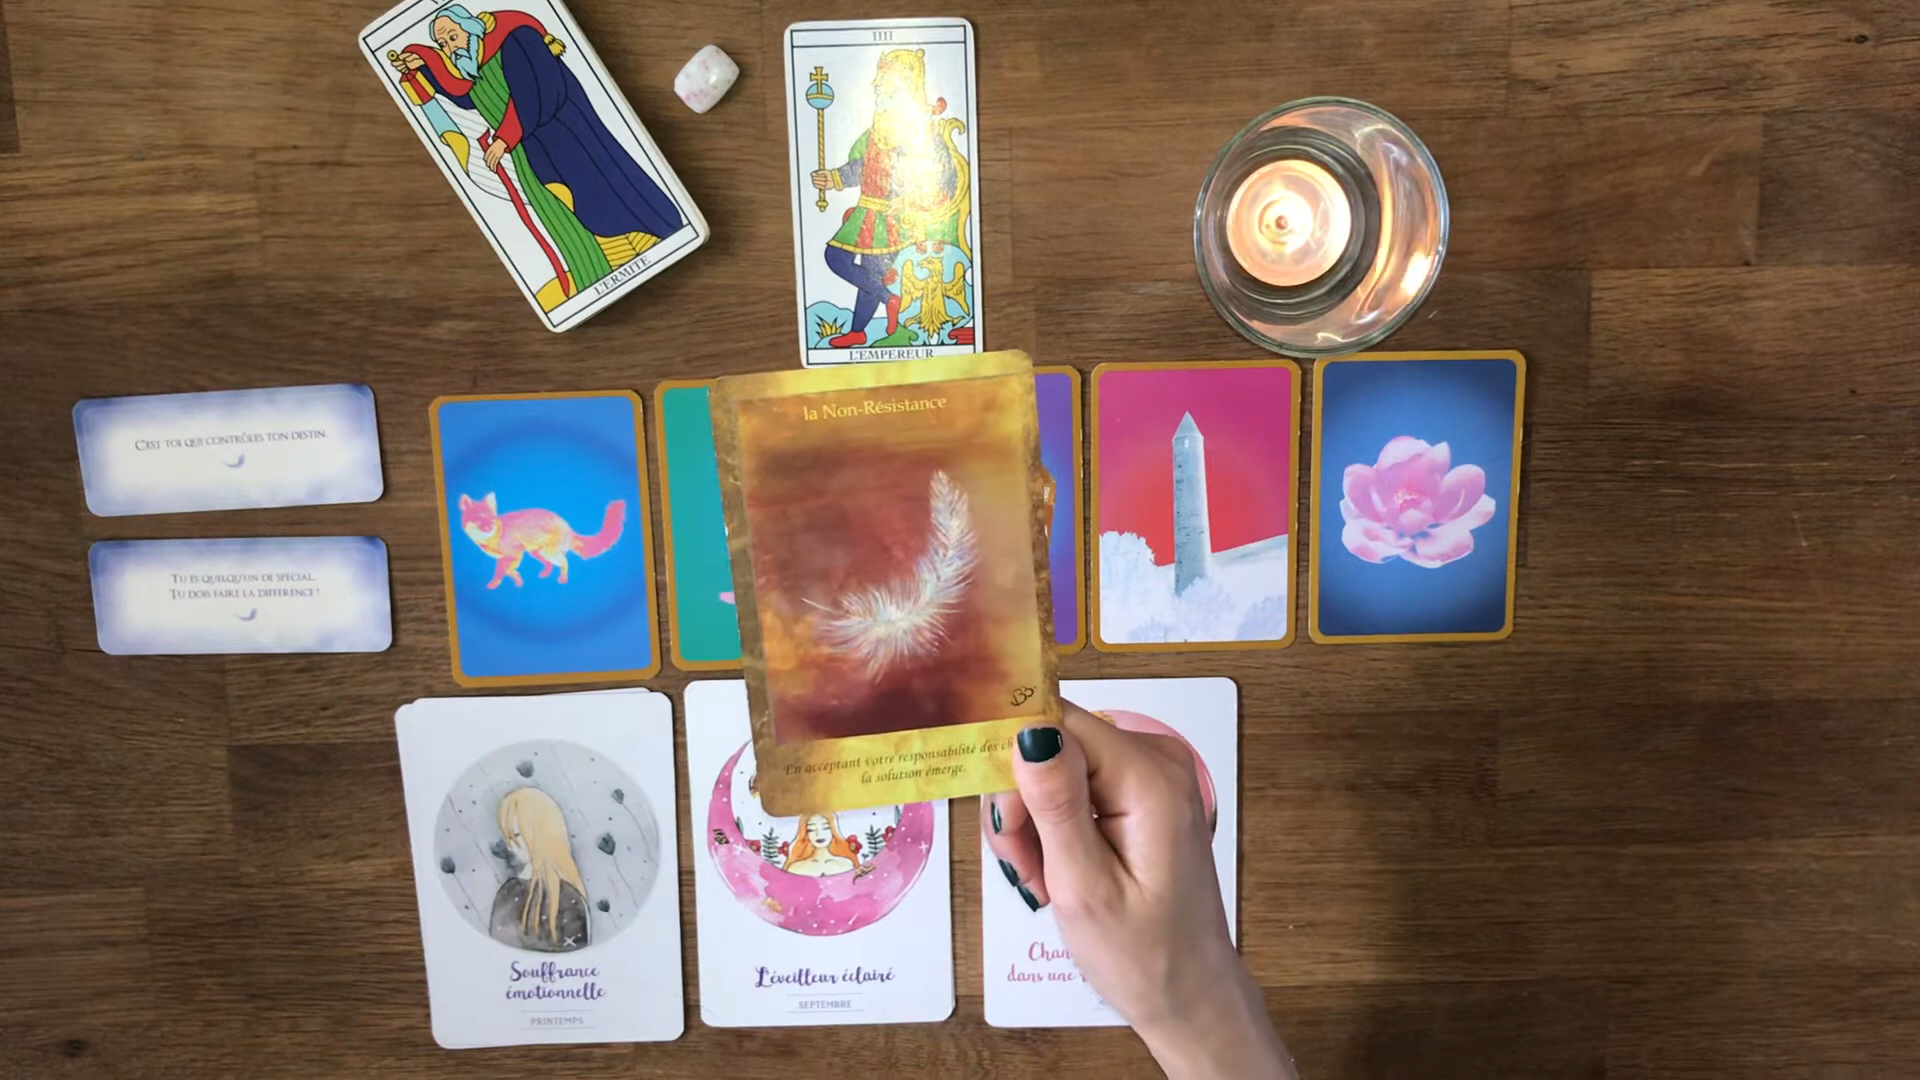 L'ERMITE
IIII
L'EMPEREUR
C'EST TOI QUI CONTRÔLES TON DESTIN.
TU ES QUELQU'UN DE SPÉCIAL.
TU DOIS FAIRE LA DIFFÉRENCE !
la Non-Résistance
En acceptant votre responsabilité des
la solution émerge.
Souffrance
émotionnelle
PRINTEMPS
L'éveilleur éclairé
SEPTEMBRE
dans une